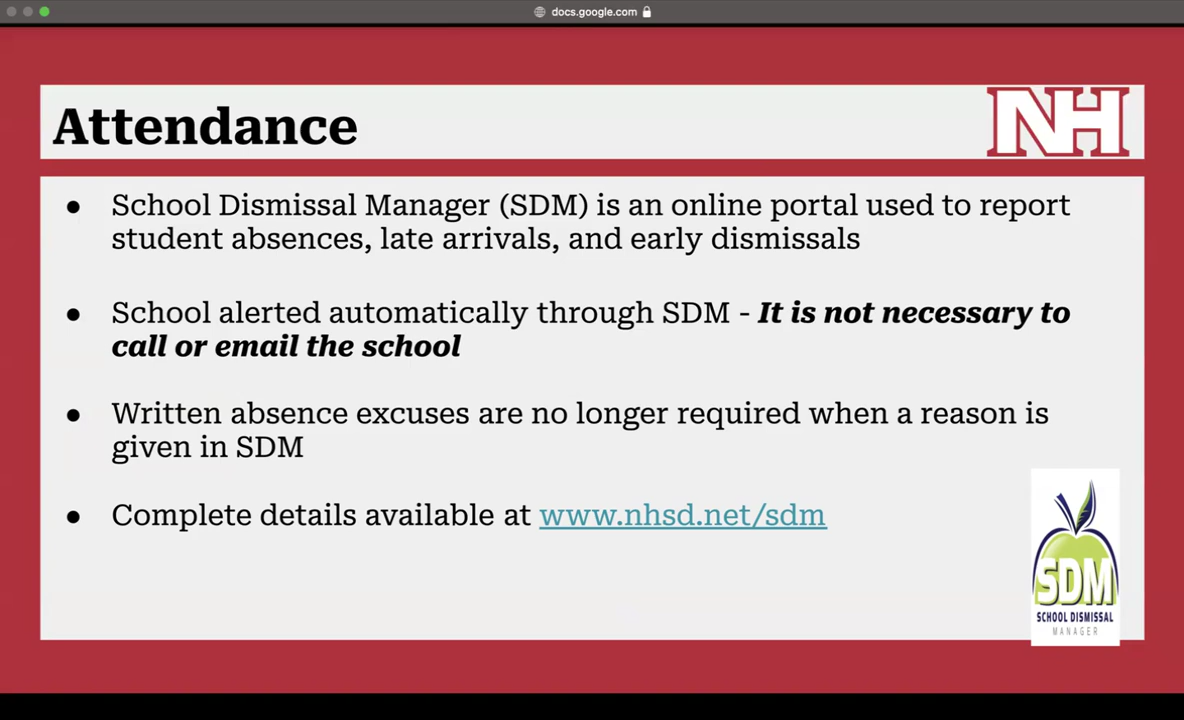 docs.google.com
Attendance
NH
● School Dismissal Manager (SDM) is an online portal used to report
student absences, late arrivals, and early dismissals
● School alerted automatically through SDM - It is not necessary to
call or email the school
● Written absence excuses are no longer required when a reason is
given in SDM
● Complete details available at www.nhsd.net/sdm
SDM
SCHOOL DISMISSAL
MANAGER